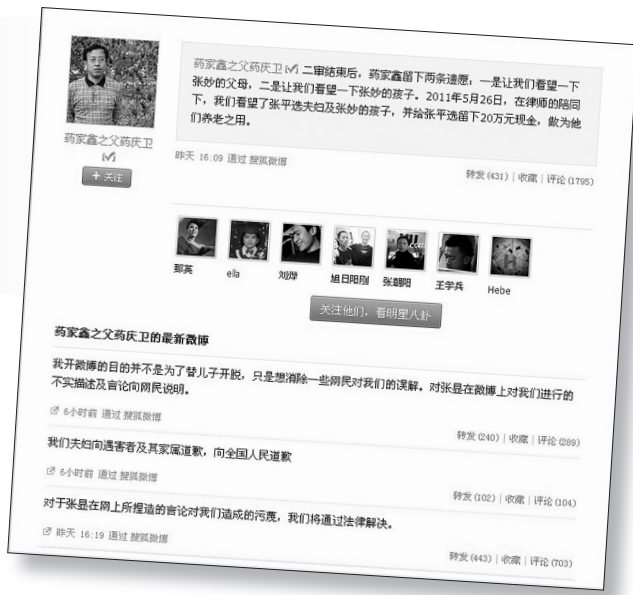 药家鑫之父药庆卫 二审结束后，药家鑫留下两条遗愿，一是让我们看望一下
张妙的父母，二是让我们看望一下张妙的孩子。2011年5月26日，在律师的陪同
下，我们看望了张平选夫妇及张妙的孩子，并给张平选留下20万元现金，做为他
们养老之用。
药家鑫之父药庆卫
+ 关注
昨天 16:09 通过 搜狐微博
转发(431) | 收藏 | 评论(1795)
那英
ella
刘烨
旭日阳刚
张朝阳
王学兵
Hebe
关注他们，看明星八卦
药家鑫之父药庆卫的最新微博
我开微博的目的并不是为了替儿子开脱，只是想消除一些网民对我们的误解。对张显在微博上对我们进行的
不实描述及言论向网民说明。
6小时前 通过 搜狐微博
转发(240) | 收藏 | 评论(289)
我们夫妇向遇害者及其家属道歉，向全国人民道歉
6小时前 通过 搜狐微博
转发(102) | 收藏 | 评论(104)
对于张显在网上所捏造的言论对我们造成的污蔑，我们将通过法律解决。
昨天 16:19 通过 搜狐微博
转发(443) | 收藏 | 评论(703)